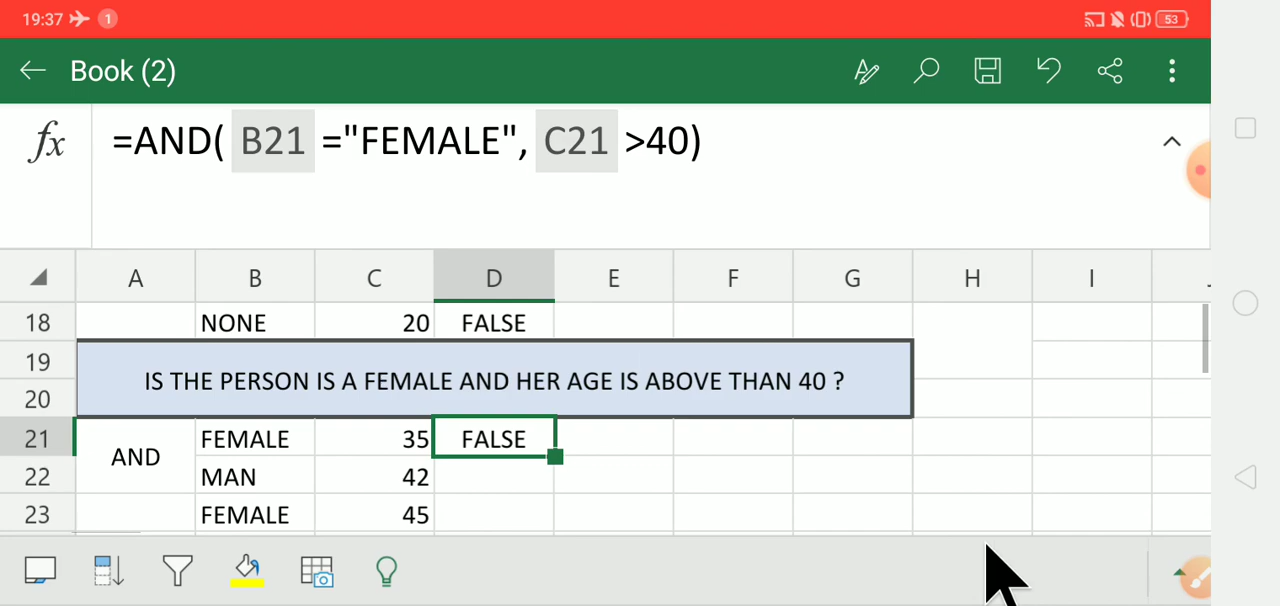 19:37 1 53
Book (2)
fx =AND( B21 ="FEMALE", C21 >40)
A B C D E F G H I
18 NONE 20 FALSE
19
IS THE PERSON IS A FEMALE AND HER AGE IS ABOVE THAN 40 ?
20
21 FEMALE 35 FALSE
AND
22 MAN 42
23 FEMALE 45